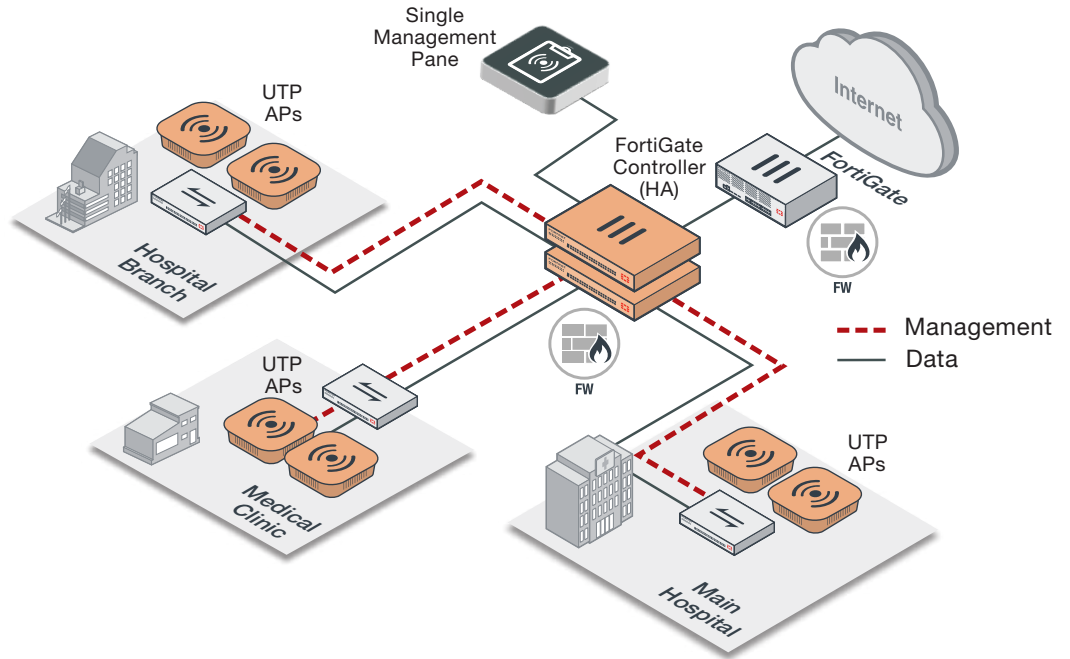 Single
Management
Pane
UTP
APs
Internet
FortiGate
Controller
(HA)
FortiGate
Hospital
Branch
FW
FW
Management
Data
UTP
APs
UTP
APs
Medical
Clinic
Main
Hospital